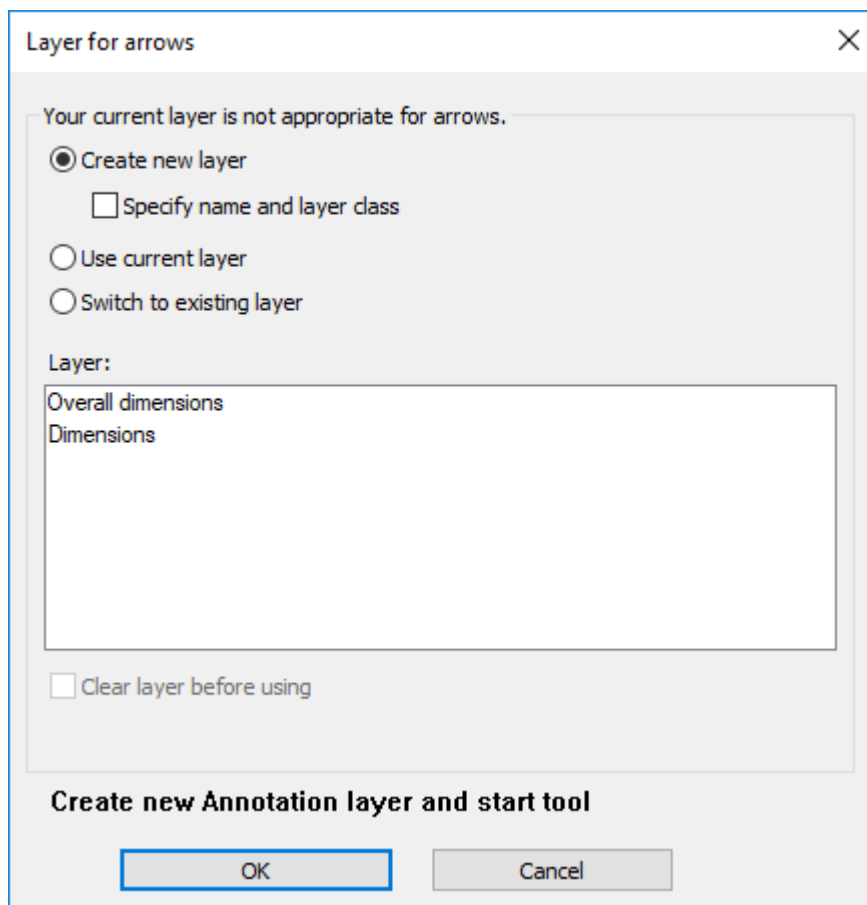 Layer for arrows
Your current layer is not appropriate for arrows.
Create new layer
Specify name and layer class
Use current layer
Switch to existing layer
Layer:
Overall dimensions
Dimensions
Clear layer before using
Create new Annotation layer and start tool
OK
Cancel